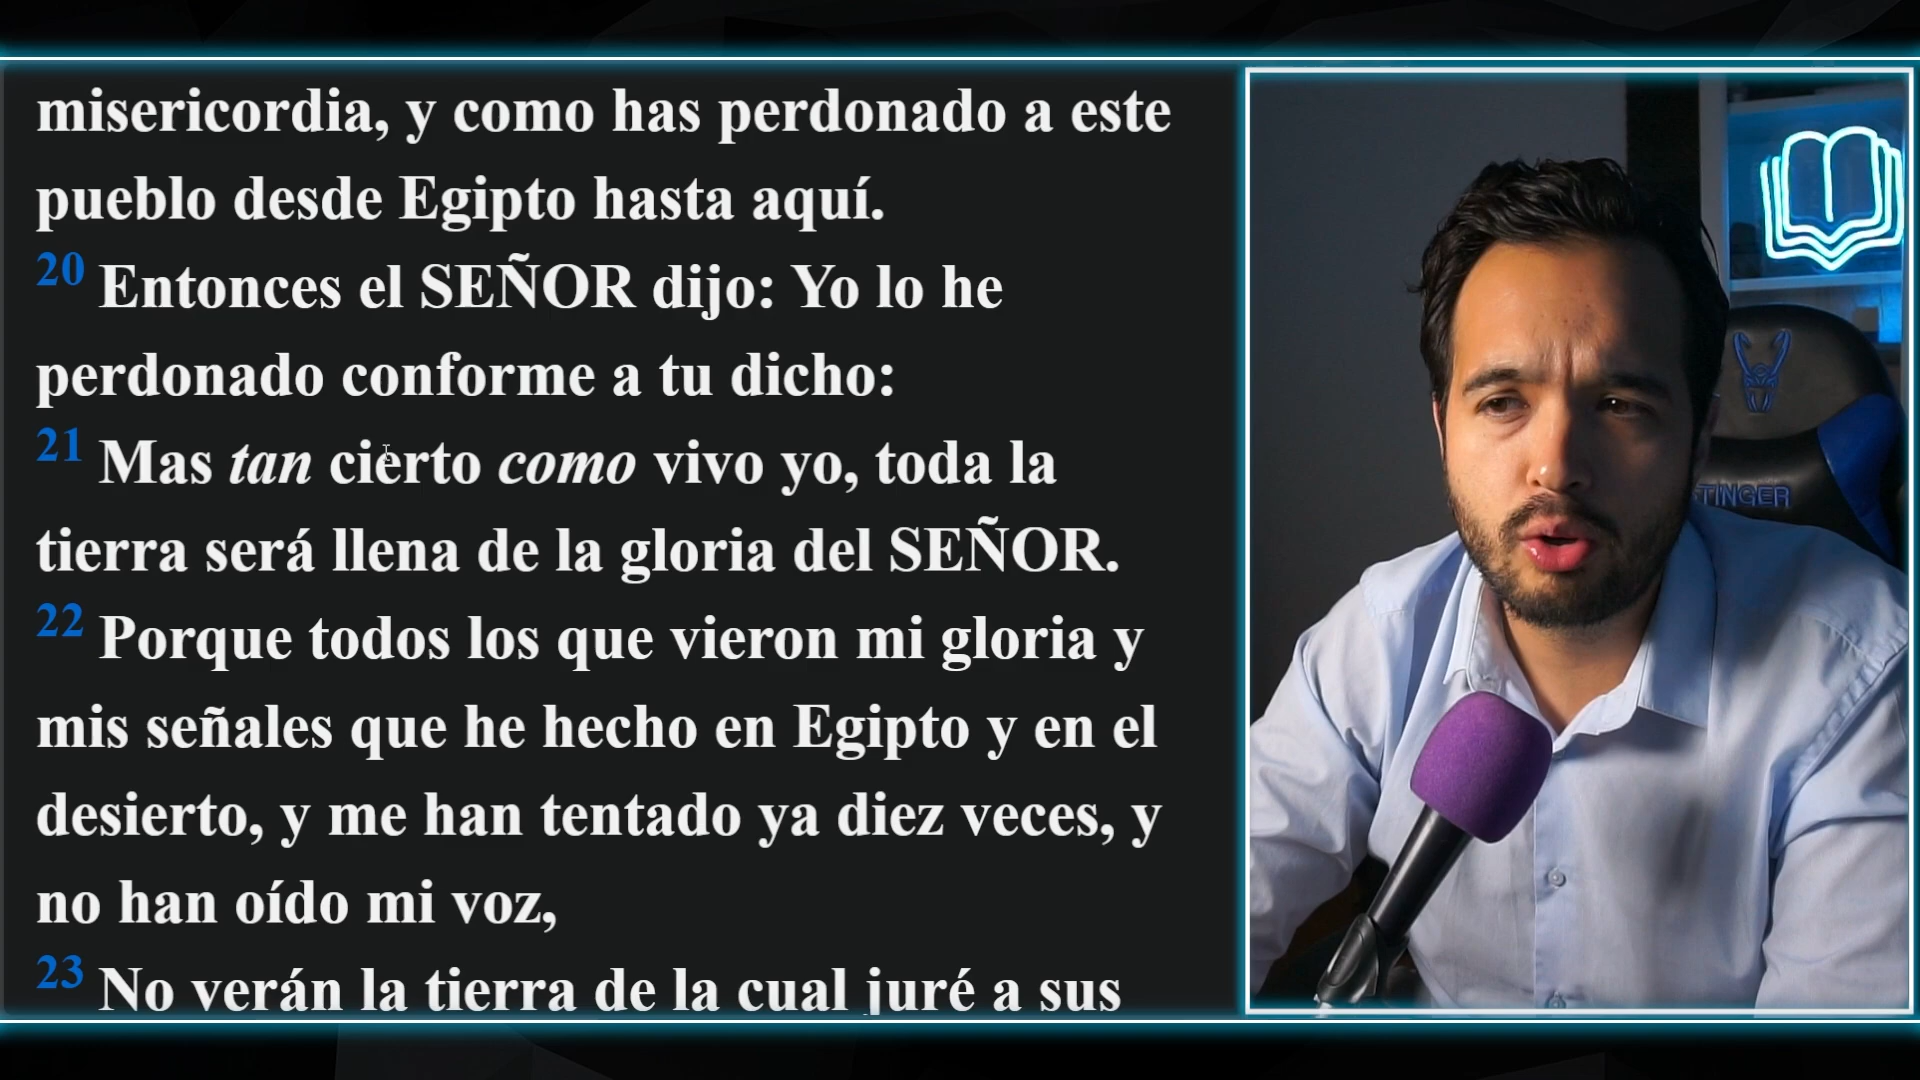 misericordia, y como has perdonado a este
pueblo desde Egipto hasta aquí.
20 Entonces el SEÑOR dijo: Yo lo he
perdonado conforme a tu dicho:
21 Mas tan cierto como vivo yo, toda la
tierra será llena de la gloria del SEÑOR.
22 Porque todos los que vieron mi gloria y
mis señales que he hecho en Egipto y en el
desierto, y me han tentado ya diez veces, y
no han oído mi voz,
23 No verán la tierra de la cual juré a sus
TINGER